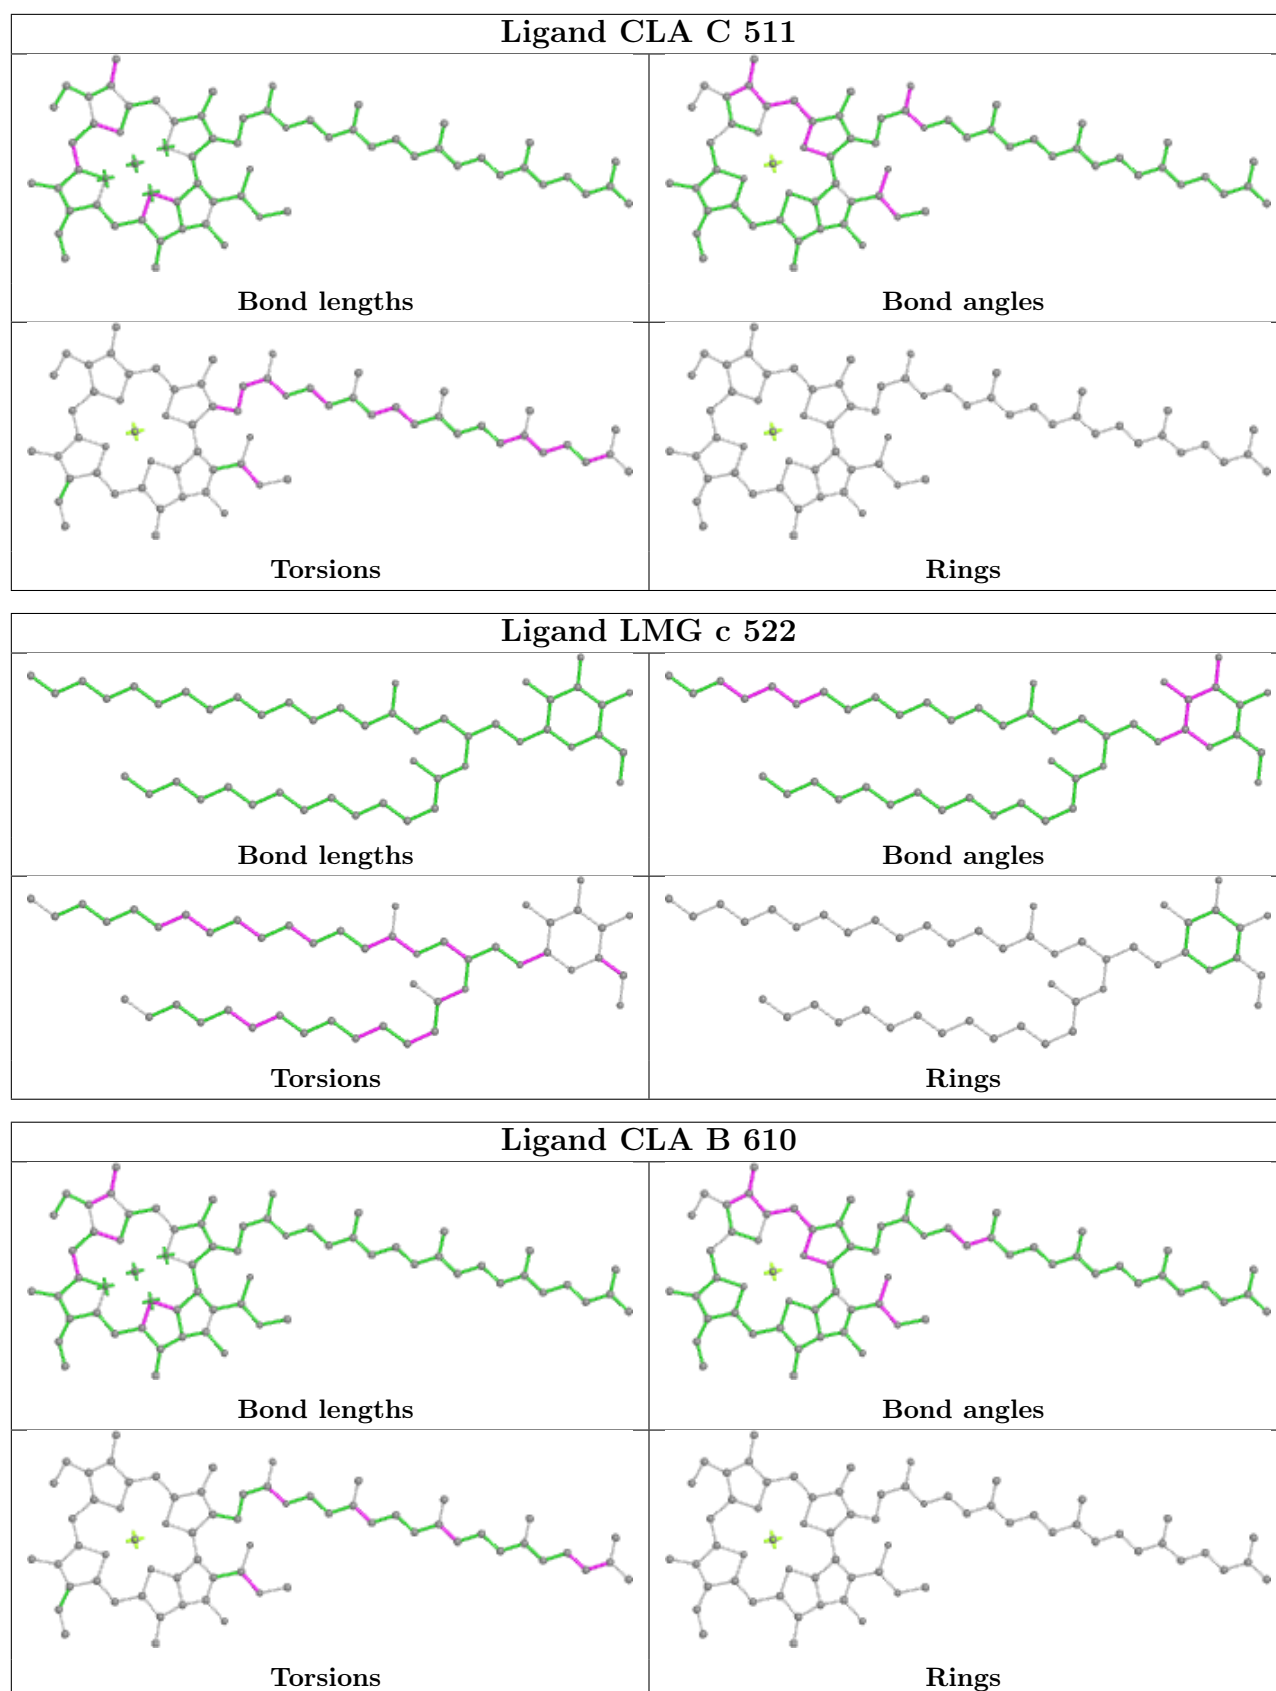 Ligand CLA C 511
Bond lengths
Bond angles
Torsions
Rings
Ligand LMG c 522
Bond lengths
Bond angles
Torsions
Rings
Ligand CLA B 610
Bond lengths
Bond angles
Torsions
Rings